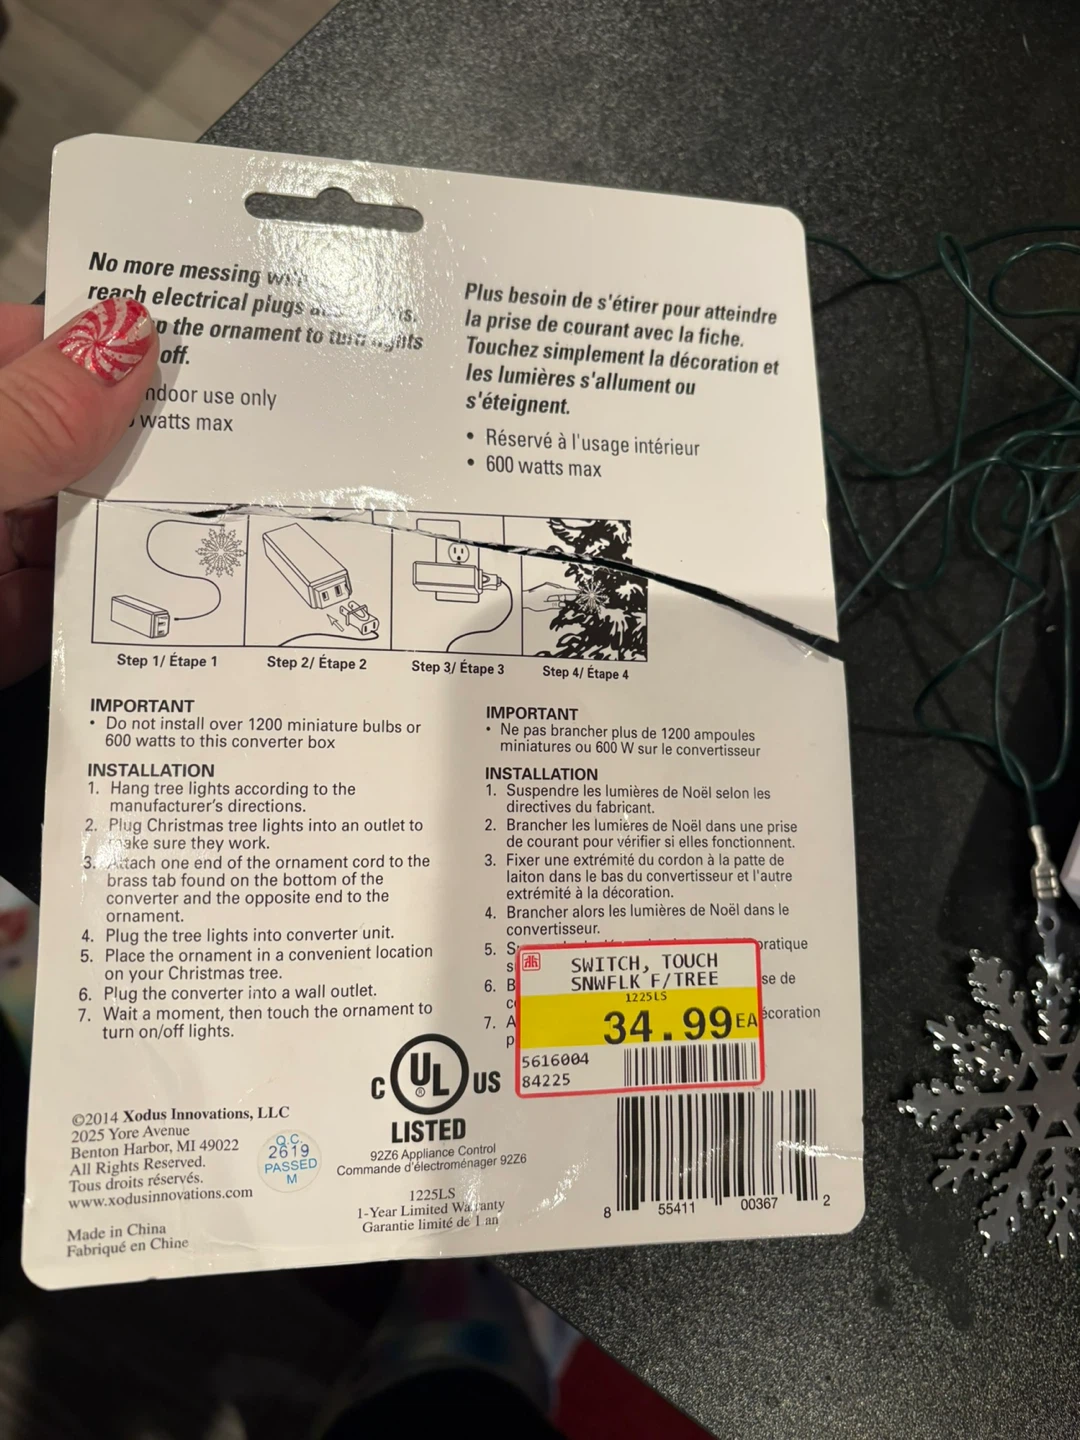 No more messing
reach electrical plugs
the ornament to turn lights
off.
ndoor use only
watts max
Plus besoin de s'étirer pour atteindre
la prise de courant avec la fiche.
Touchez simplement la décoration et
les lumières s'allument ou
s'éteignent.
• Réservé à l'usage intérieur
• 600 watts max
Step 1/ Étape 1
Step 2/ Étape 2
Step 3/ Étape 3
Step 4/ Étape 4
IMPORTANT
• Do not install over 1200 miniature bulbs or
600 watts to this converter box
INSTALLATION
1. Hang tree lights according to the
manufacturer's directions.
2. Plug Christmas tree lights into an outlet to
make sure they work.
3. Attach one end of the ornament cord to the
brass tab found on the bottom of the
converter and the opposite end to the
ornament.
4. Plug the tree lights into converter unit.
5. Place the ornament in a convenient location
on your Christmas tree.
6. Plug the converter into a wall outlet.
7. Wait a moment, then touch the ornament to
turn on/off lights.
IMPORTANT
• Ne pas brancher plus de 1200 ampoules
miniatures ou 600 W sur le convertisseur
INSTALLATION
1. Suspendre les lumières de Noël selon les
directives du fabricant.
2. Brancher les lumières de Noël dans une prise
de courant pour vérifier si elles fonctionnent.
3. Fixer une extrémité du cordon à la patte de
laiton dans le bas du convertisseur et l'autre
extrémité à la décoration.
4. Brancher alors les lumières de Noël dans le
convertisseur.
5. S pratique
s
6. B se de
c
7. A écoration
p
SWITCH, TOUCH
SNWFLK F/TREE
1225LS
34.99 EA
5616004
84225
C UL ® US
LISTED
92Z6 Appliance Control
Commande d'électroménager 92Z6
1225LS
1-Year Limited Warranty
Garantie limité de 1 an
©2014 Xodus Innovations, LLC
2025 Yore Avenue
Benton Harbor, MI 49022
All Rights Reserved.
Tous droits réservés.
www.xodusinnovations.com
Made in China
Fabriqué en Chine
Q.C.
2619
PASSED
M
8 55411 00367 2